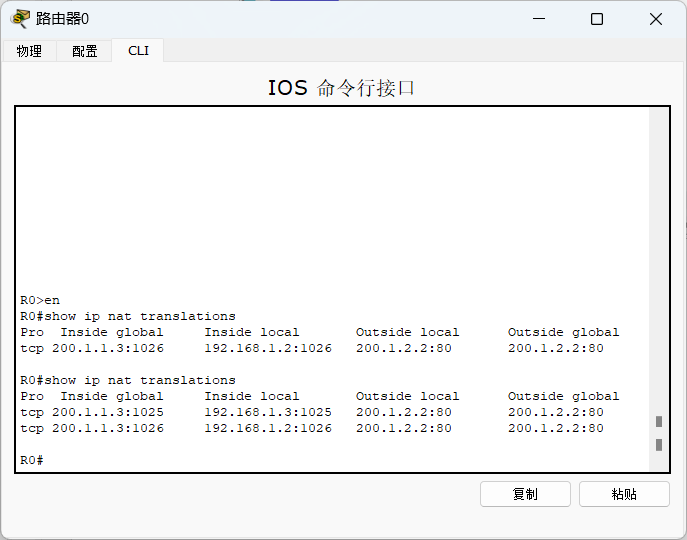 路由器0
物理 配置 CLI
IOS 命令行接口
R0>en
R0#show ip nat translations
Pro  Inside global     Inside local       Outside local      Outside global
tcp 200.1.1.3:1026     192.168.1.2:1026   200.1.2.2:80       200.1.2.2:80
R0#show ip nat translations
Pro  Inside global     Inside local       Outside local      Outside global
tcp 200.1.1.3:1025     192.168.1.3:1025   200.1.2.2:80       200.1.2.2:80
tcp 200.1.1.3:1026     192.168.1.2:1026   200.1.2.2:80       200.1.2.2:80
R0#
复制 粘贴